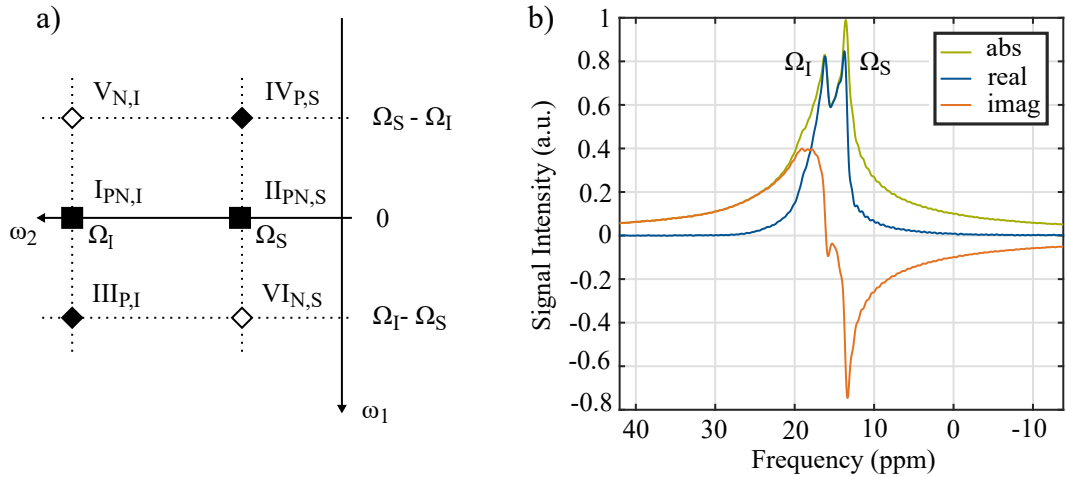 a)
V_N,I
IV_P,S
Ω_S - Ω_I
I_PN,I
II_PN,S
0
ω_2
Ω_I
Ω_S
III_P,I
VI_N,S
Ω_I- Ω_S
ω_1
b)
1
0.8
0.6
0.4
0.2
0
-0.2
-0.4
-0.6
-0.8
Signal Intensity (a.u.)
Ω_I
Ω_S
abs
real
imag
40 30 20 10 0 -10
Frequency (ppm)